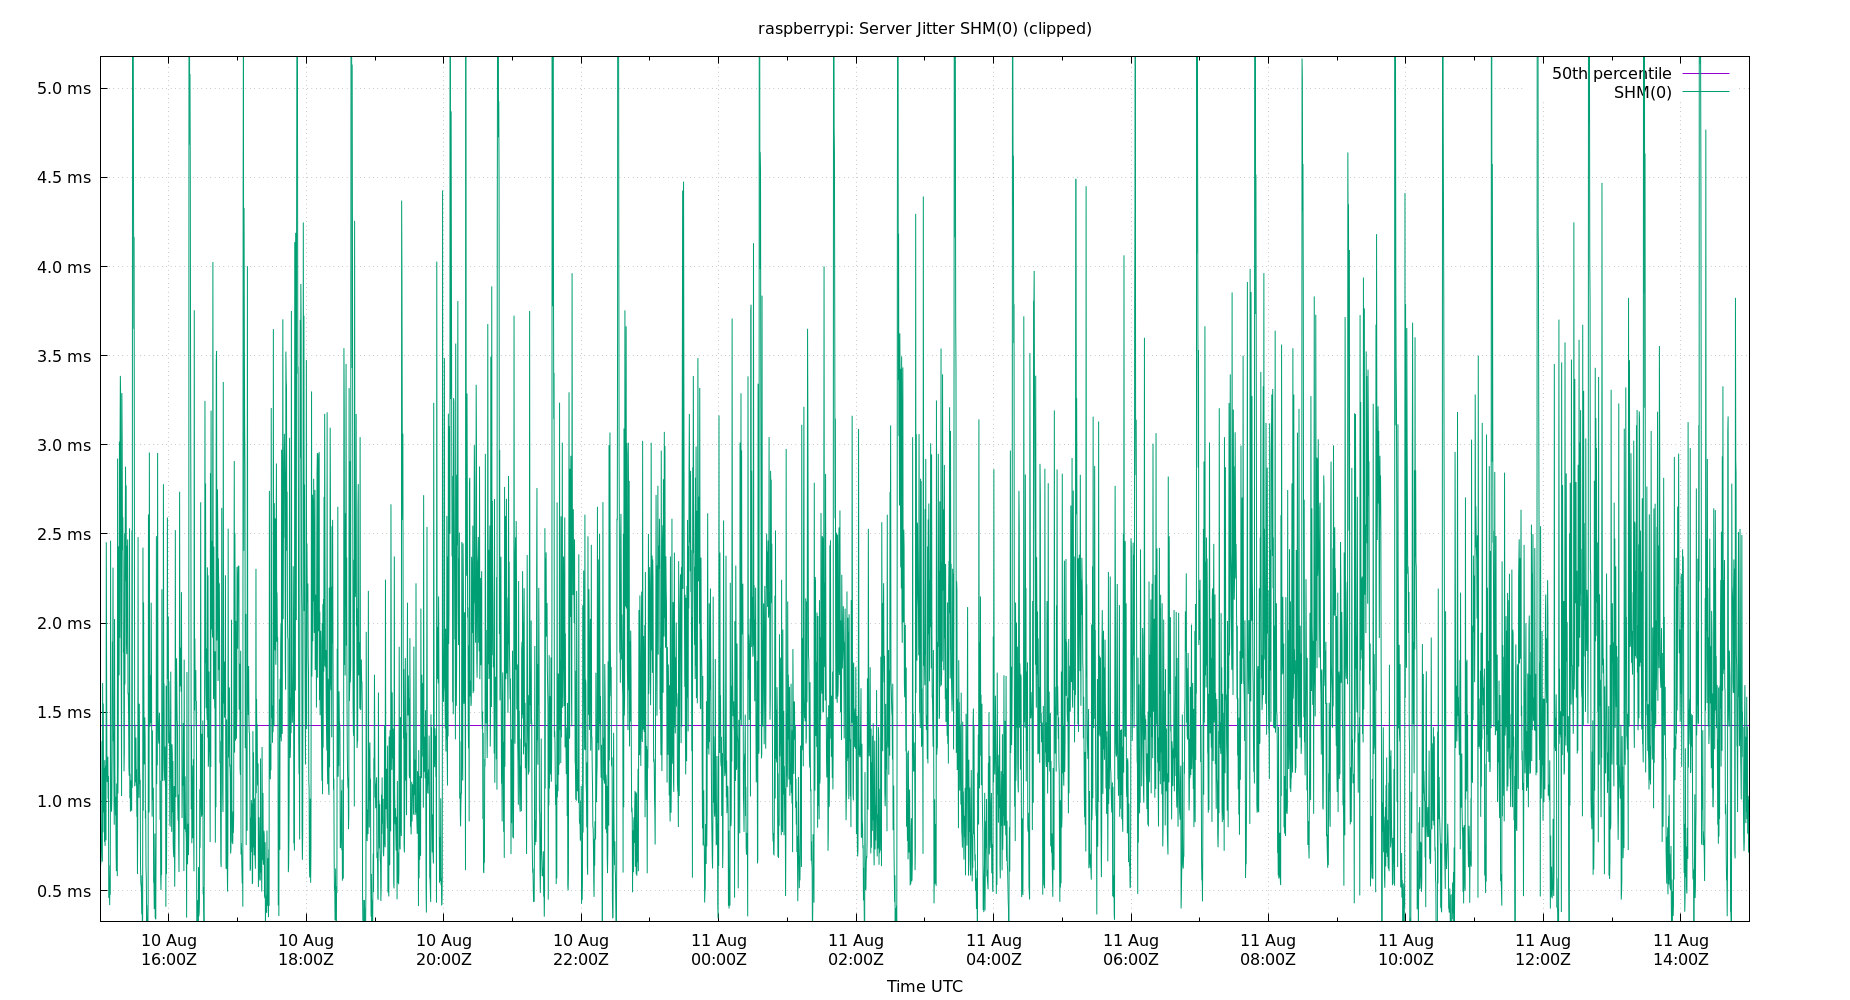 raspberrypi: Server Jitter SHM(0) (clipped)
50th percentile
SHM(0)
5.0 ms
4.5 ms
4.0 ms
3.5 ms
3.0 ms
2.5 ms
2.0 ms
1.5 ms
1.0 ms
0.5 ms
10 Aug 10 Aug 10 Aug 10 Aug 11 Aug 11 Aug 11 Aug 11 Aug 11 Aug 11 Aug 11 Aug 11 Aug
16:00Z 18:00Z 20:00Z 22:00Z 00:00Z 02:00Z 04:00Z 06:00Z 08:00Z 10:00Z 12:00Z 14:00Z
Time UTC